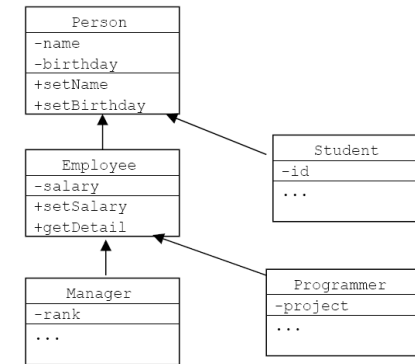 Person
-name
-birthday
+setName
+setBirthday
Employee
-salary
+setSalary
+getDetail
Student
-id
...
Manager
-rank
...
Programmer
-project
...